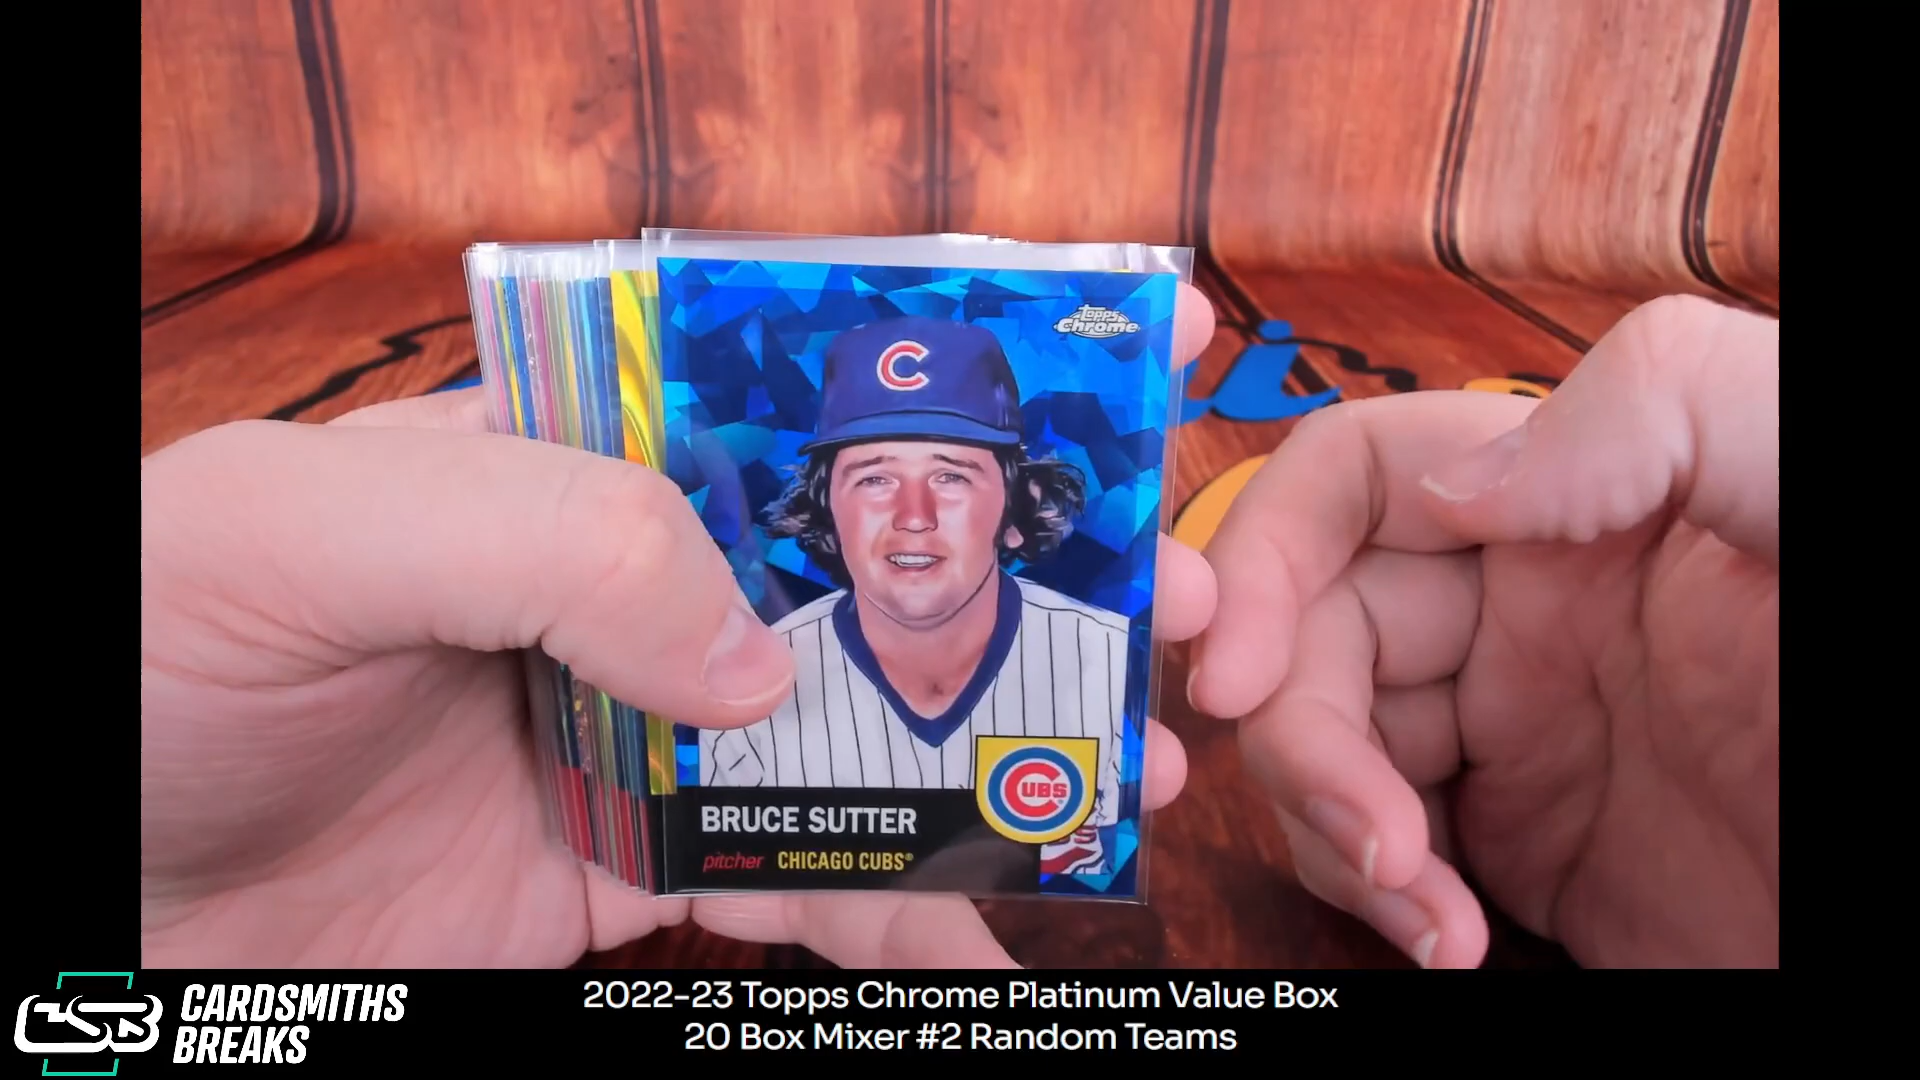 C
topps
Chrome
CUBS
BRUCE SUTTER
pitcher CHICAGO CUBS®
CSB CARDSMITHS
BREAKS
2022-23 Topps Chrome Platinum Value Box
20 Box Mixer #2 Random Teams